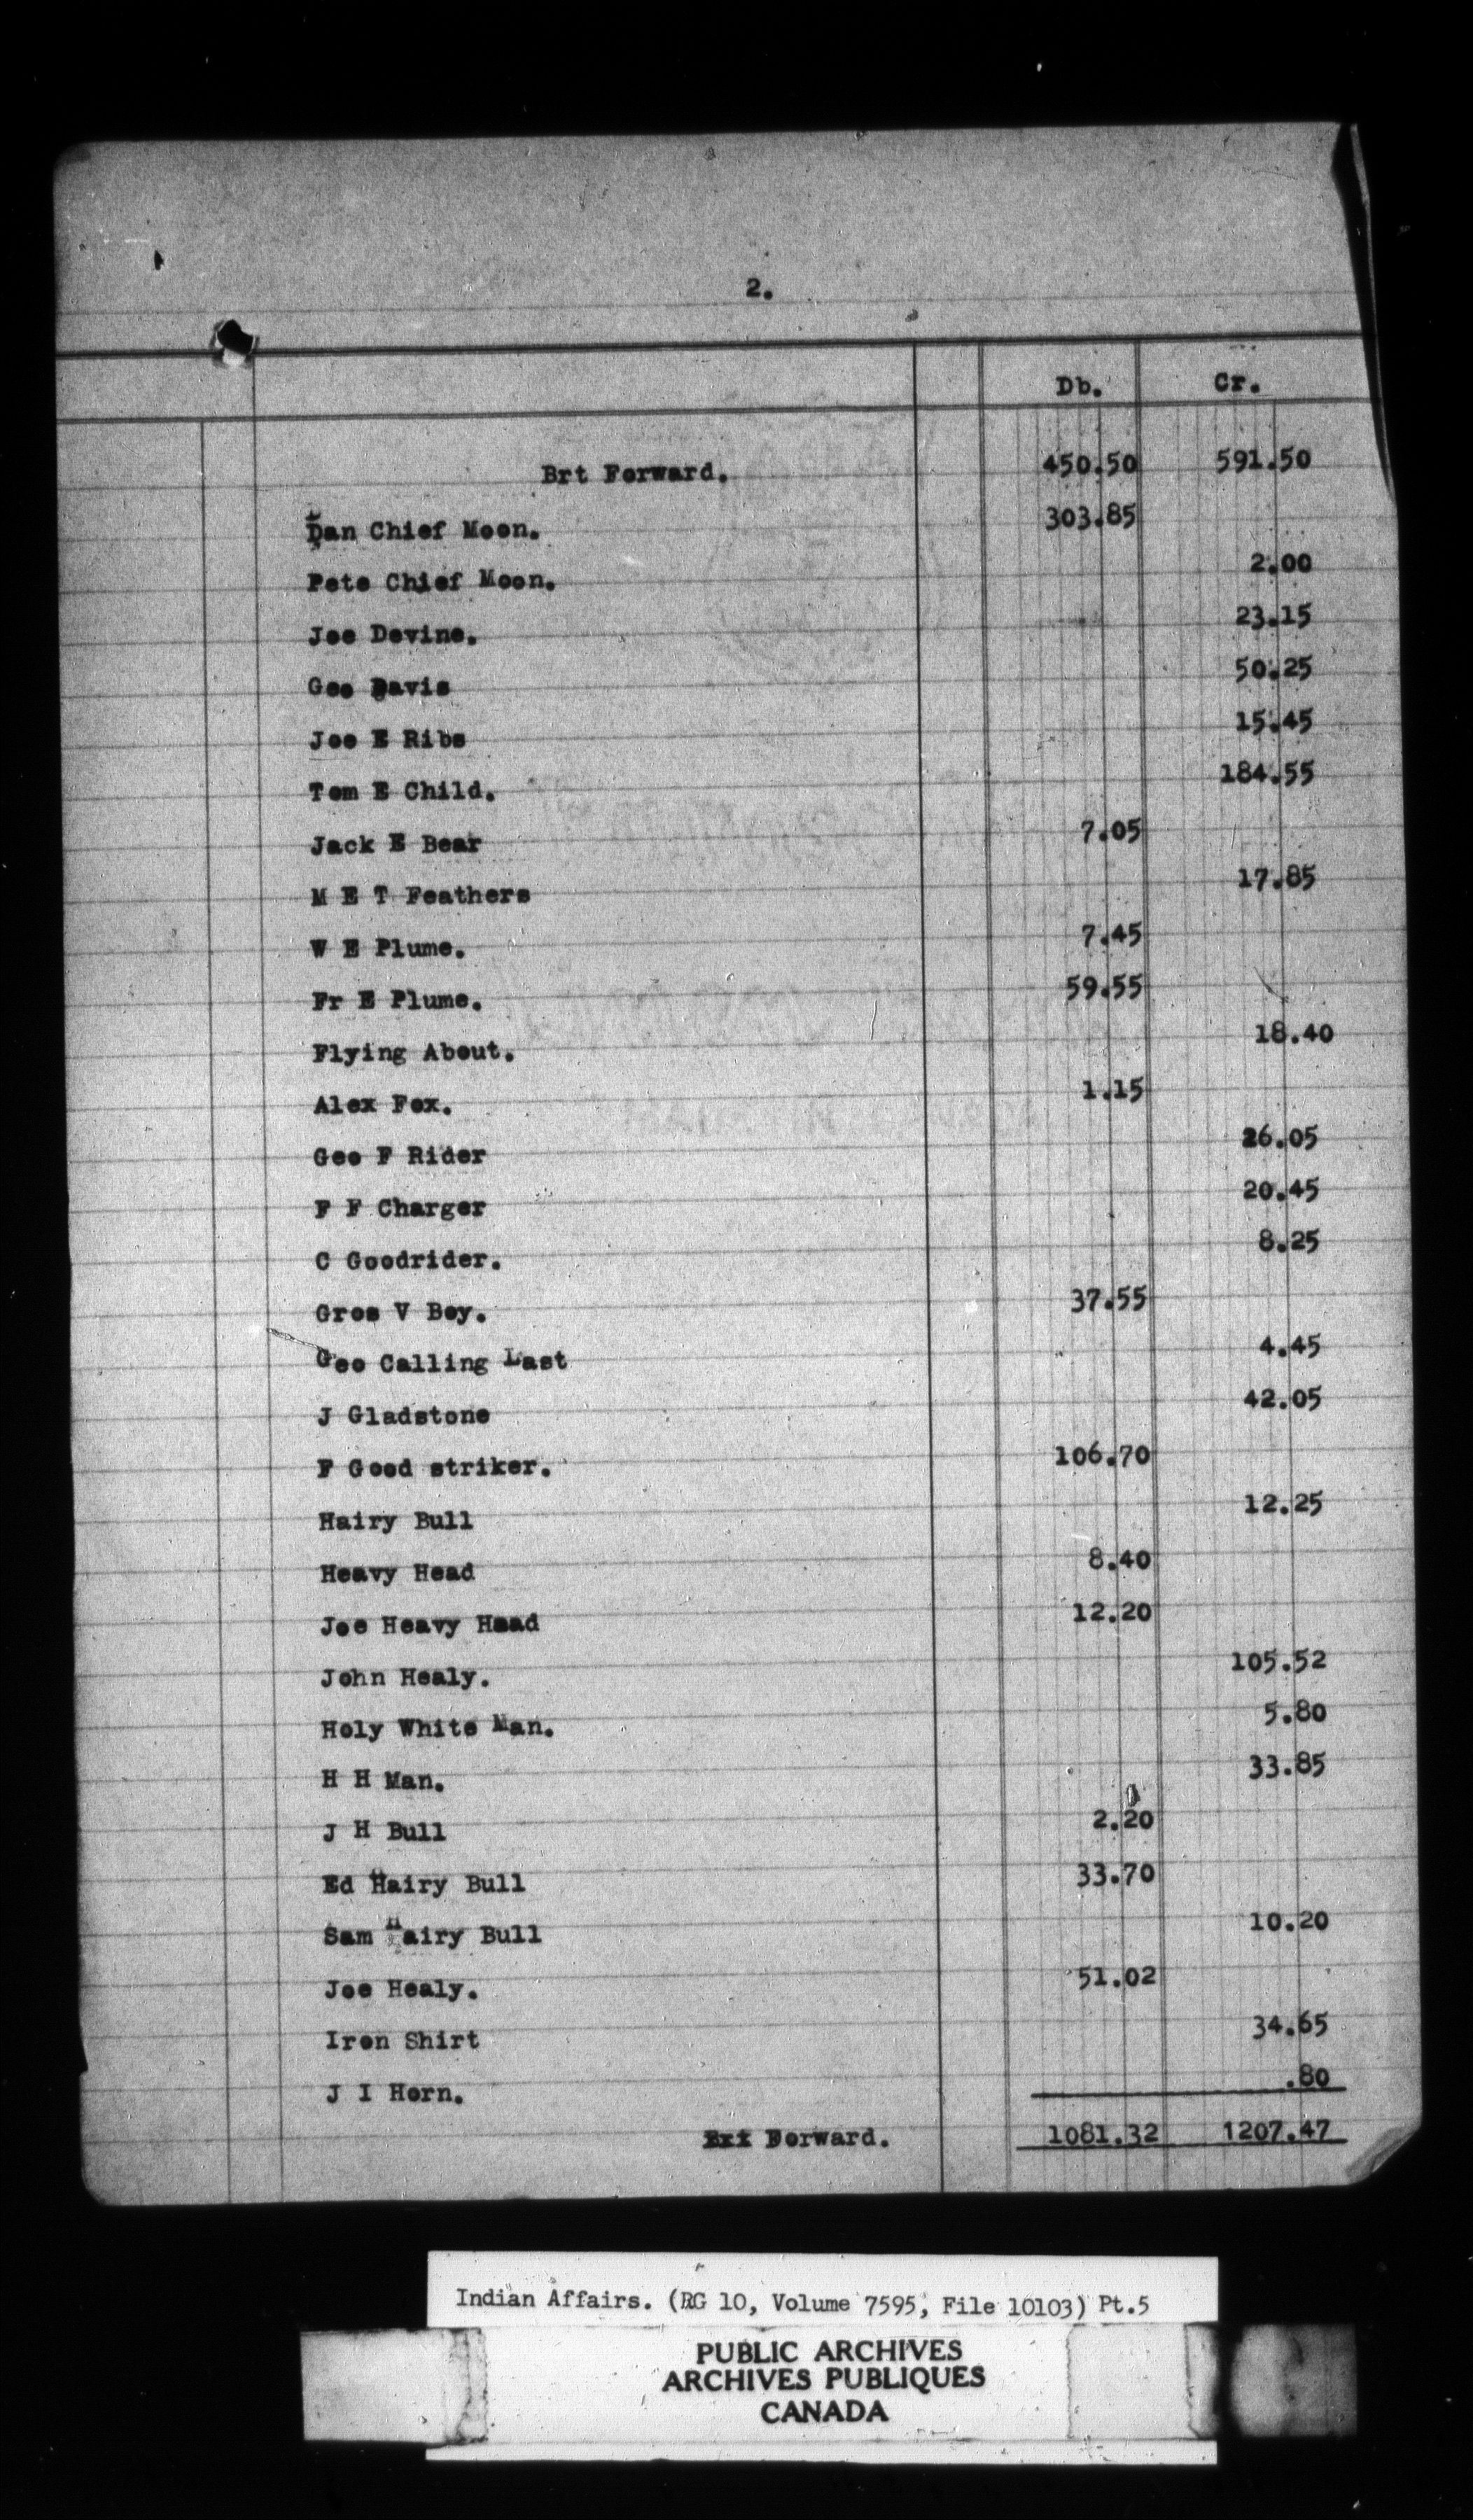 2.
Db. Cr.
Brt Forward. 450.50 591.50
Dan Chief Moon. 303.85
Pete Chief Moon. 2.00
Joe Devine. 23.15
Geo Davis 50.25
Joe E Ribs 15.45
Tom E Child. 184.55
Jack E Bear 7.05
M E T Feathers 17.85
W E Plume. 7.45
Fr E Plume. 59.55
Flying About. 18.40
Alex Fox. 1.15
Geo F Rider 26.05
F F Charger 20.45
C Goodrider. 8.25
Gros V Boy. 37.55
Geo Calling Last 4.45
J Gladstone 42.05
F Good striker. 106.70
Hairy Bull 12.25
Heavy Head 8.40
Joe Heavy Head 12.20
John Healy. 105.52
Holy White Man. 5.80
H H Man. 33.85
J H Bull 2.20
Ed Hairy Bull 33.70
Sam Hairy Bull 10.20
Joe Healy. 51.02
Iron Shirt 34.65
J I Horn. .80
Forward. 1081.32 1207.47
Indian Affairs. (RG 10, Volume 7595, File 10103) Pt.5
PUBLIC ARCHIVES
ARCHIVES PUBLIQUES
CANADA